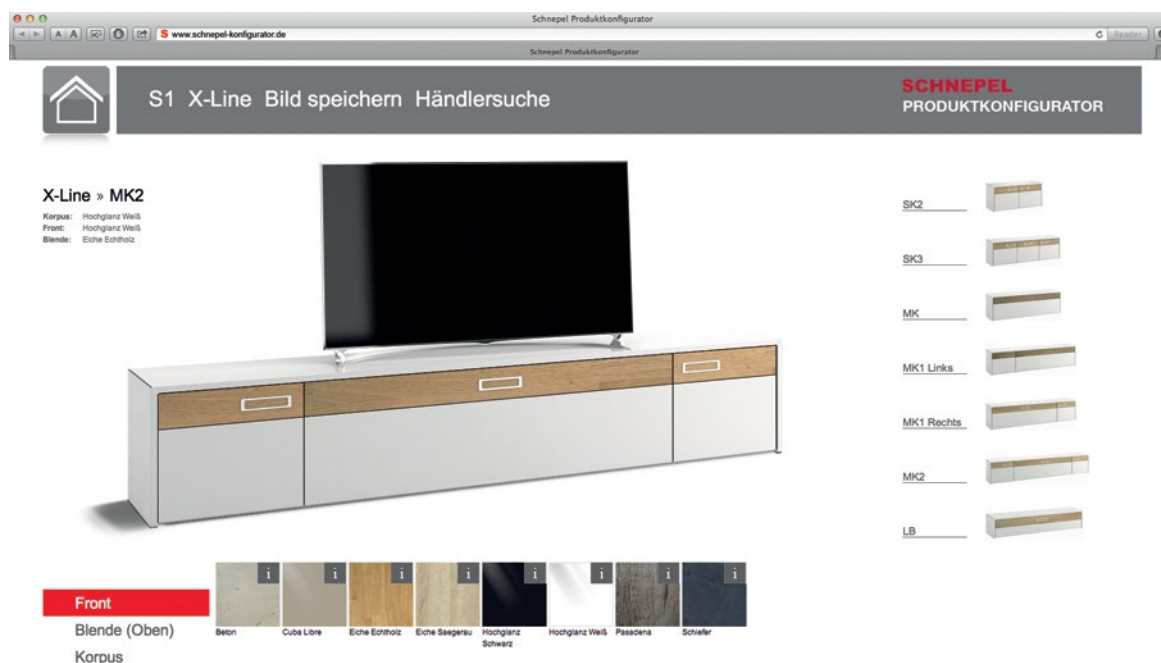 Schnepel Produktkonfigurator
A A
S www.schnepel-konfigurator.de
Reader
Schnepel Produktkonfigurator
S1 X-Line Bild speichern Händlersuche
SCHNEPEL
PRODUKTKONFIGURATOR
X-Line » MK2
Korpus: Hochglanz Weiß
Front: Hochglanz Weiß
Blende: Eiche Echtholz
SK2
SK3
MK
MK1 Links
MK1 Rechts
MK2
LB
Front
Blende (Oben)
Korpus
i i i i i i i i
Beton Cuba Libre Eiche Echtholz Eiche Saegerau Hochglanz Hochglanz Weiß Pasadena Schiefer
Schwarz